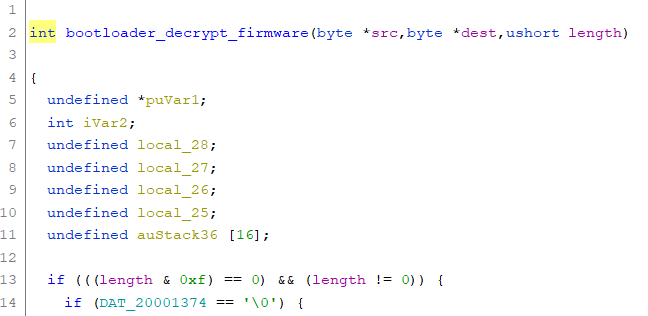 1
2 int bootloader_decrypt_firmware(byte *src,byte *dest,ushort length)
3
4 {
5 undefined *puVar1;
6 int iVar2;
7 undefined local_28;
8 undefined local_27;
9 undefined local_26;
10 undefined local_25;
11 undefined auStack36 [16];
12
13 if (((length & 0xf) == 0) && (length != 0)) {
14 if (DAT_20001374 == '\0') {